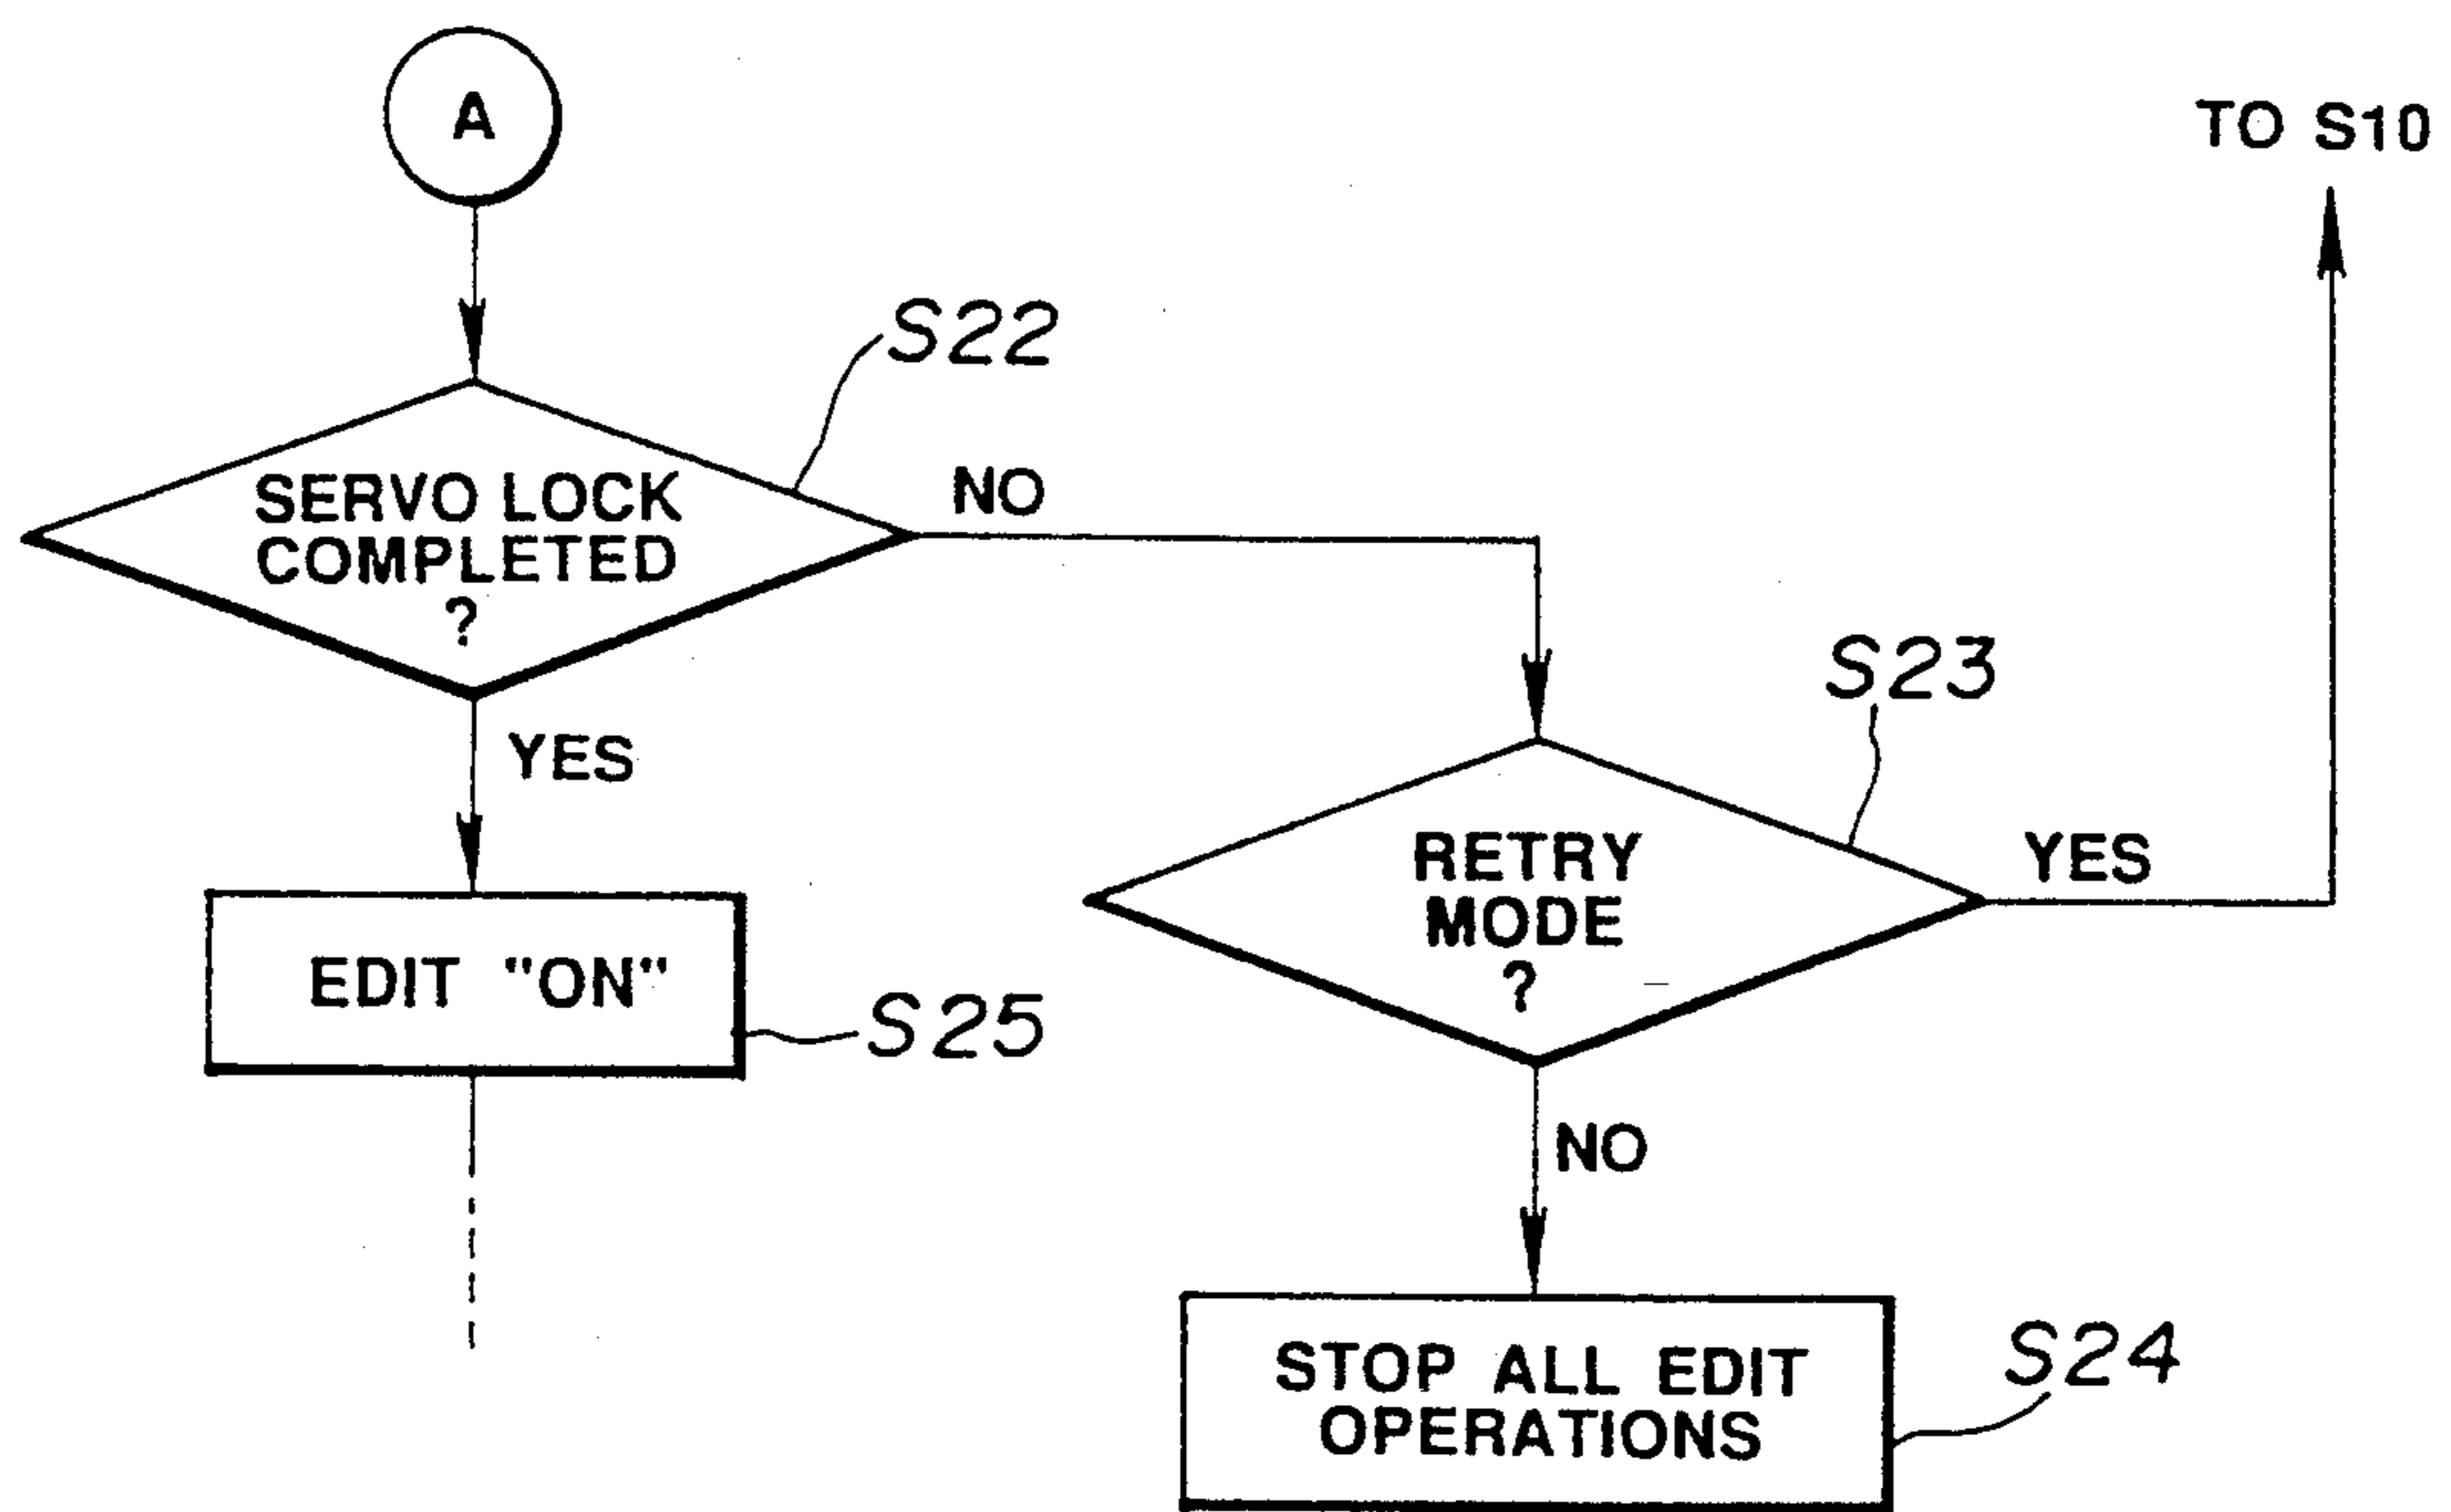 A
TO S10
S22
SERVO LOCK
COMPLETED
?
NO
YES
S23
RETRY
MODE
?
YES
EDIT "ON"
S25
NO
STOP ALL EDIT
OPERATIONS
S24